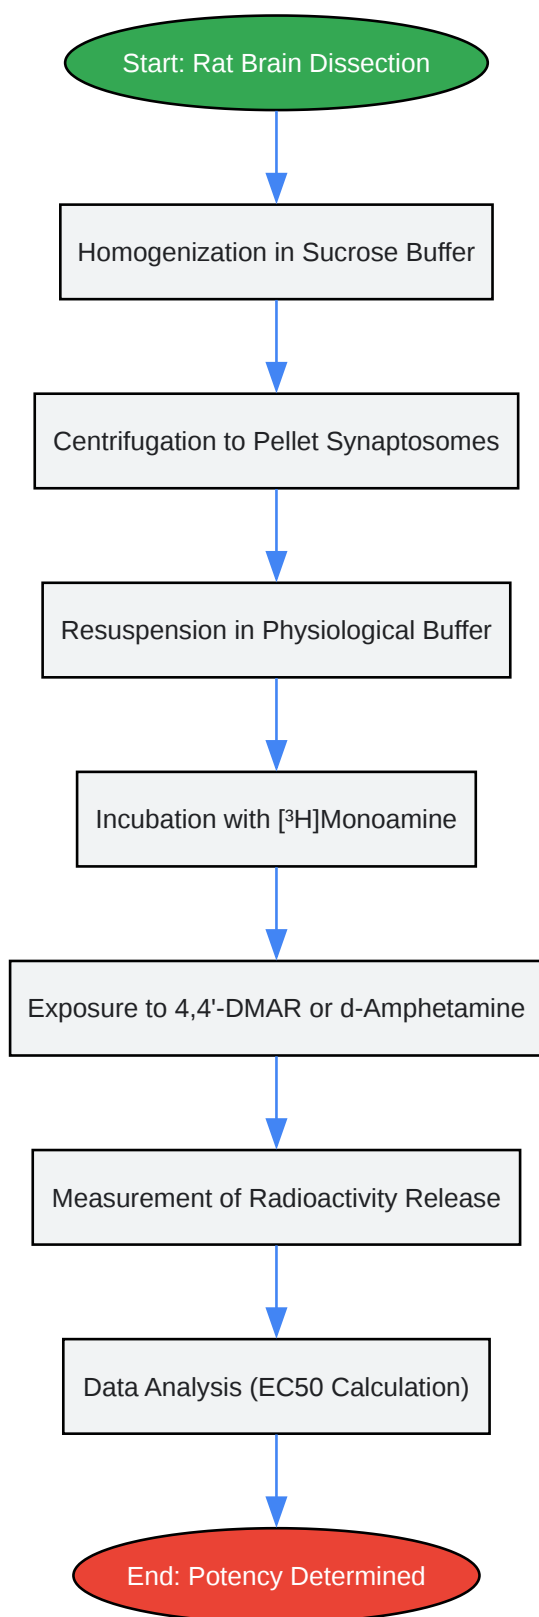 Start: Rat Brain Dissection
Homogenization in Sucrose Buffer
Centrifugation to Pellet Synaptosomes
Resuspension in Physiological Buffer
Incubation with [³H]Monoamine
Exposure to 4,4'-DMAR or d-Amphetamine
Measurement of Radioactivity Release
Data Analysis (EC50 Calculation)
End: Potency Determined